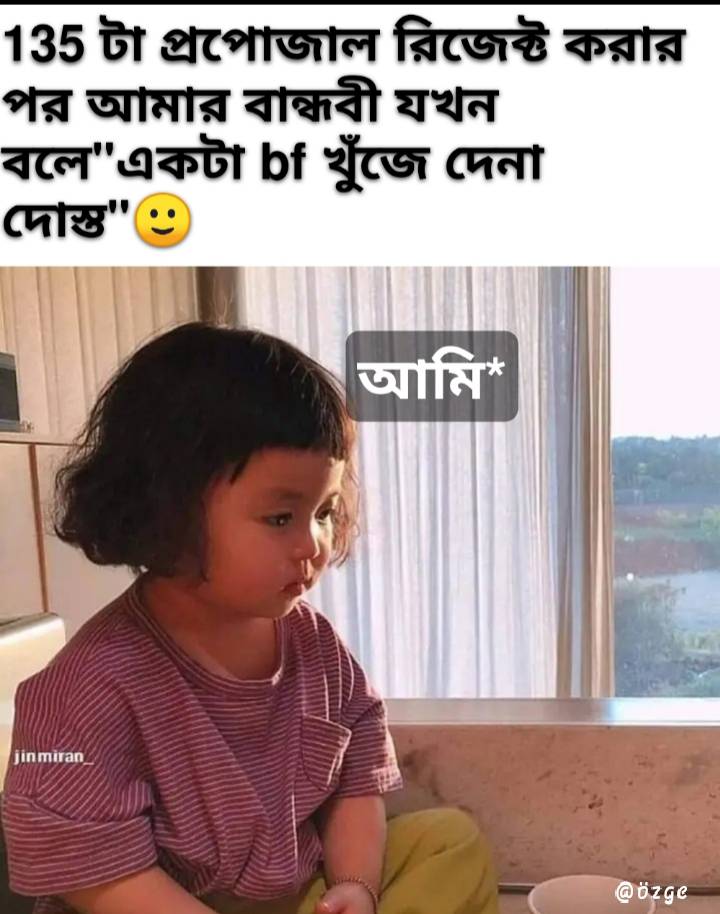 135 টা প্রপোজাল রিজেক্ট করার
পর আমার বান্ধবী যখন
বলে"একটা bf খুঁজে দেনা
দোস্ত"🙂
আমি*
jinmiran_
@özge